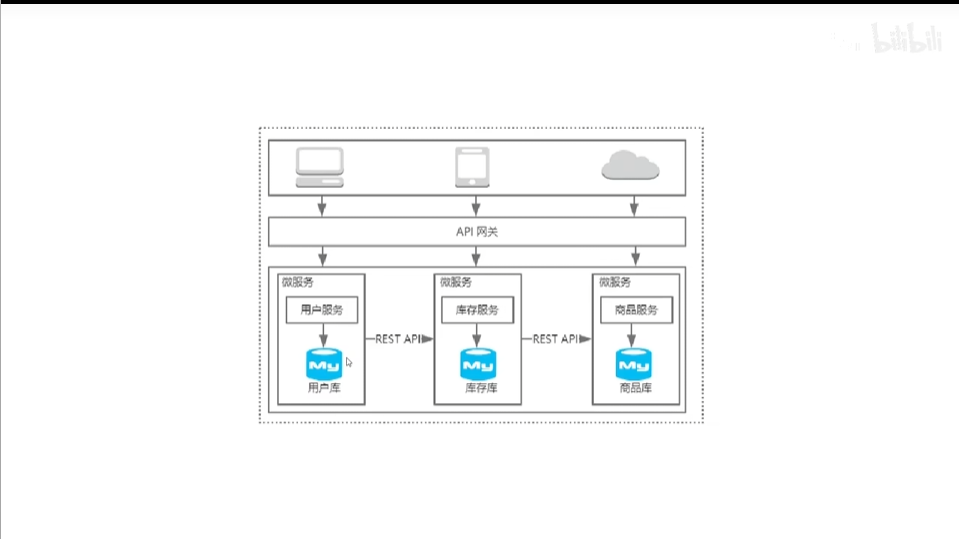 bilibili
API 网关
微服务
微服务
微服务
用户服务
库存服务
商品服务
REST API
REST API
My
My
My
用户库
库存库
商品库